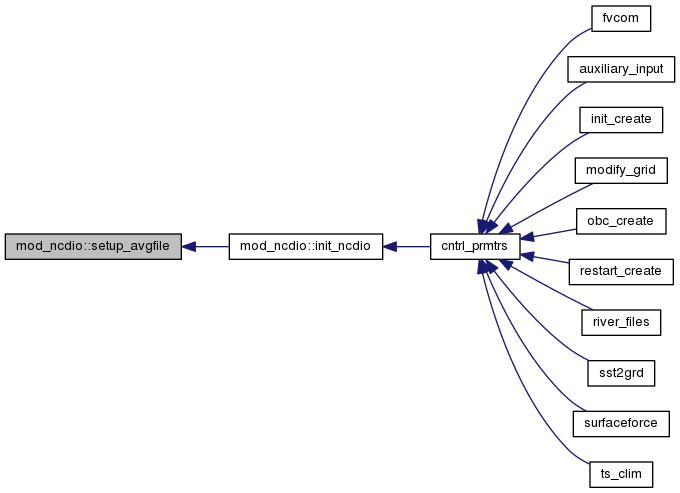 fvcom
auxiliary_input
init_create
modify_grid
obc_create
mod_ncdio::setup_avgfile
mod_ncdio::init_ncdio
cntrl_prmtrs
restart_create
river_files
sst2grd
surfaceforce
ts_clim